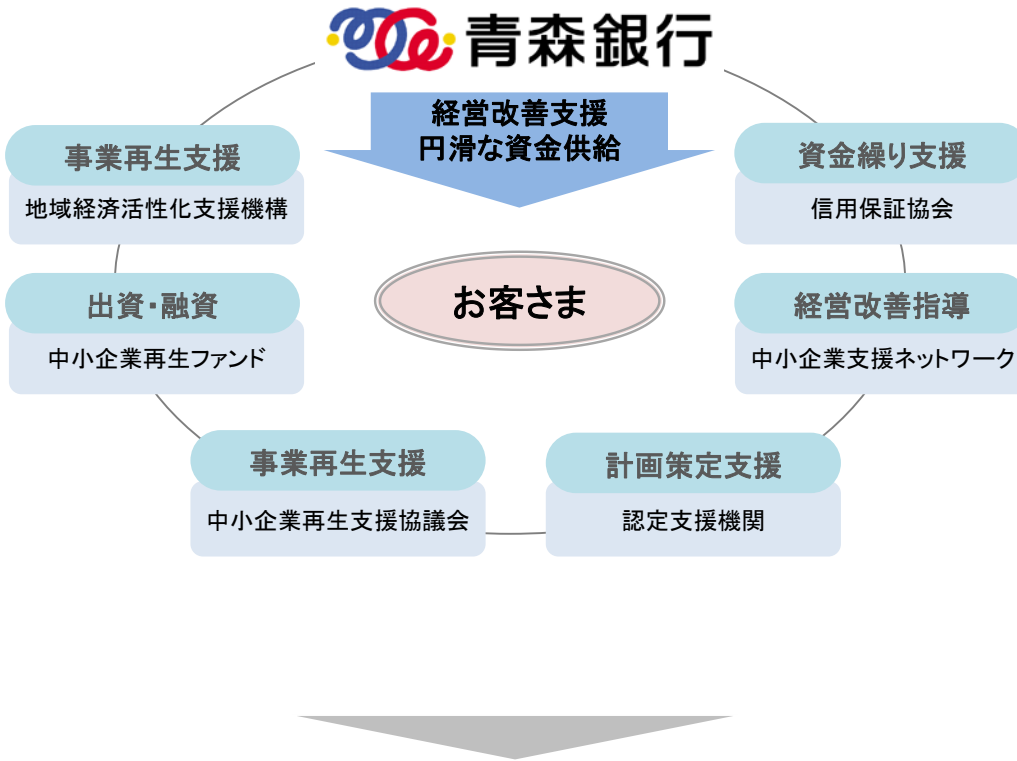 青森銀行
経営改善支援
円滑な資金供給
事業再生支援
地域経済活性化支援機構
資金繰り支援
信用保証協会
お客さま
出資・融資
中小企業再生ファンド
経営改善指導
中小企業支援ネットワーク
事業再生支援
中小企業再生支援協議会
計画策定支援
認定支援機関